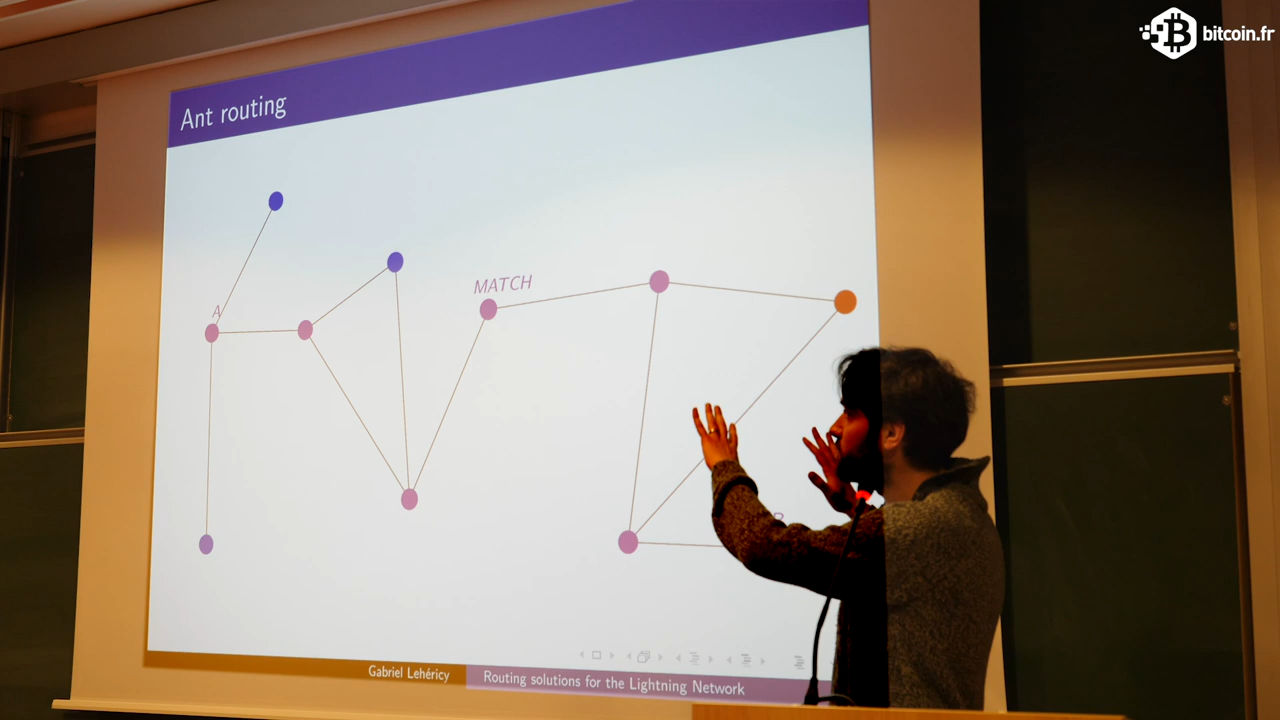 bitcoin.fr
Ant routing
MATCH
A
B
Gabriel Lehéricy
Routing solutions for the Lightning Network